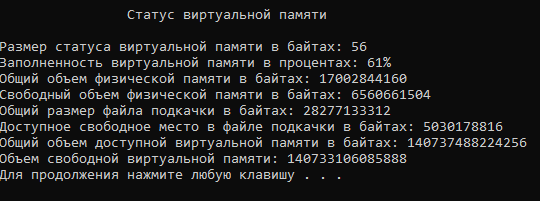 Статус виртуальной памяти
Размер статуса виртуальной памяти в байтах: 56
Заполненность виртуальной памяти в процентах: 61%
Общий объем физической памяти в байтах: 17002844160
Свободный объем физической памяти в байтах: 6560661504
Общий размер файла подкачки в байтах: 28277133312
Доступное свободное место в файле подкачки в байтах: 5030178816
Общий объем доступной виртуальной памяти в байтах: 140737488224256
Объем свободной виртуальной памяти: 140733106085888
Для продолжения нажмите любую клавишу . . .